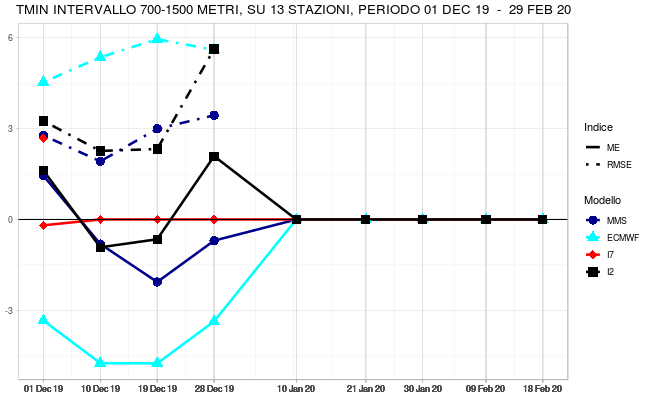 TMIN INTERVALLO 700-1500 METRI, SU 13 STAZIONI, PERIODO 01 DEC 19 - 29 FEB 20
6
3
0
-3
01 Dec 19 10 Dec 19 19 Dec 19 28 Dec 19 10 Jan 20 21 Jan 20 30 Jan 20 09 Feb 20 18 Feb 20
Indice
ME
RMSE
Modello
MMS
ECMWF
I7
I2